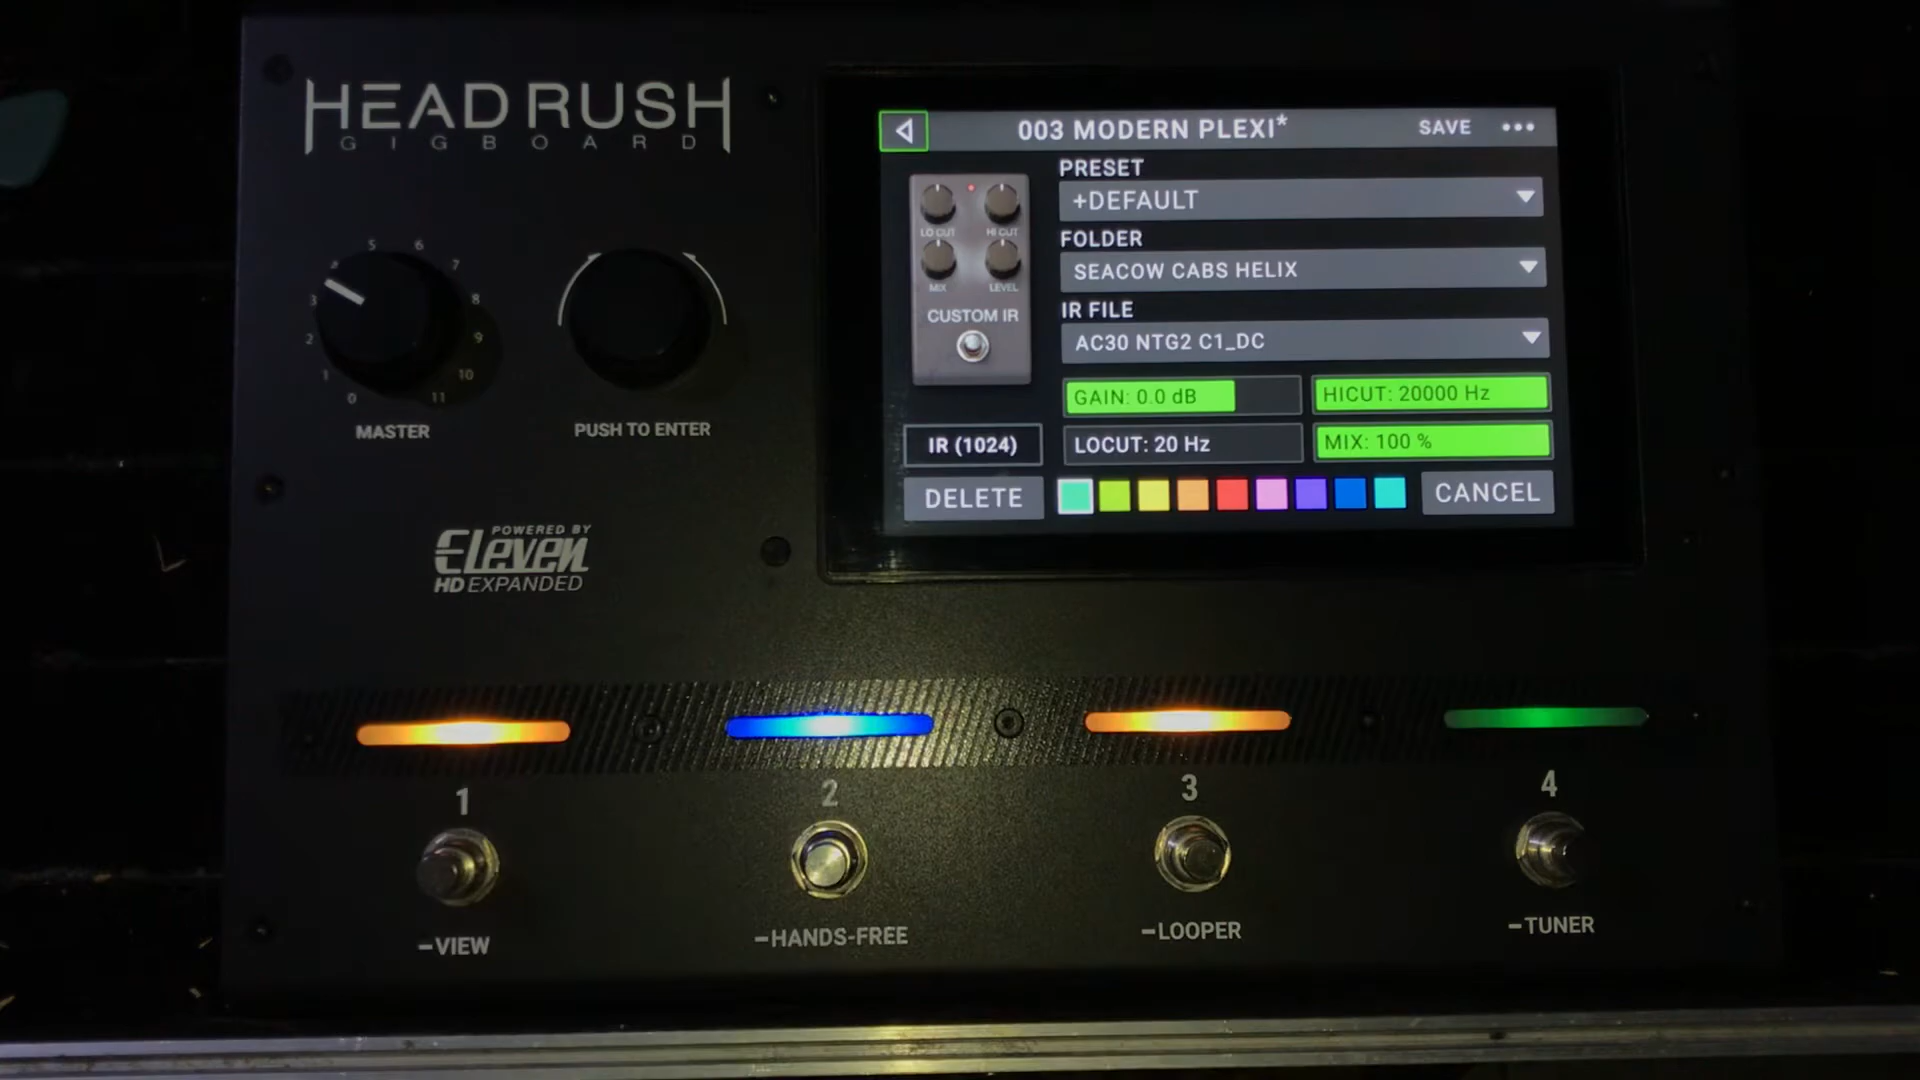 HEADRUSH
GIGBOARD
0 1 2 3 4 5 6 7 8 9 10 11
MASTER
PUSH TO ENTER
POWERED BY
Eleven
HD EXPANDED
003 MODERN PLEXI*
SAVE
PRESET
+DEFAULT
FOLDER
SEACOW CABS HELIX
IR FILE
AC30 NTG2 C1_DC
LO CUT HI CUT
MIX LEVEL
CUSTOM IR
GAIN: 0.0 dB
HICUT: 20000 Hz
IR (1024)
LOCUT: 20 Hz
MIX: 100 %
DELETE
CANCEL
1 2 3 4
–VIEW
–HANDS-FREE
–LOOPER
–TUNER